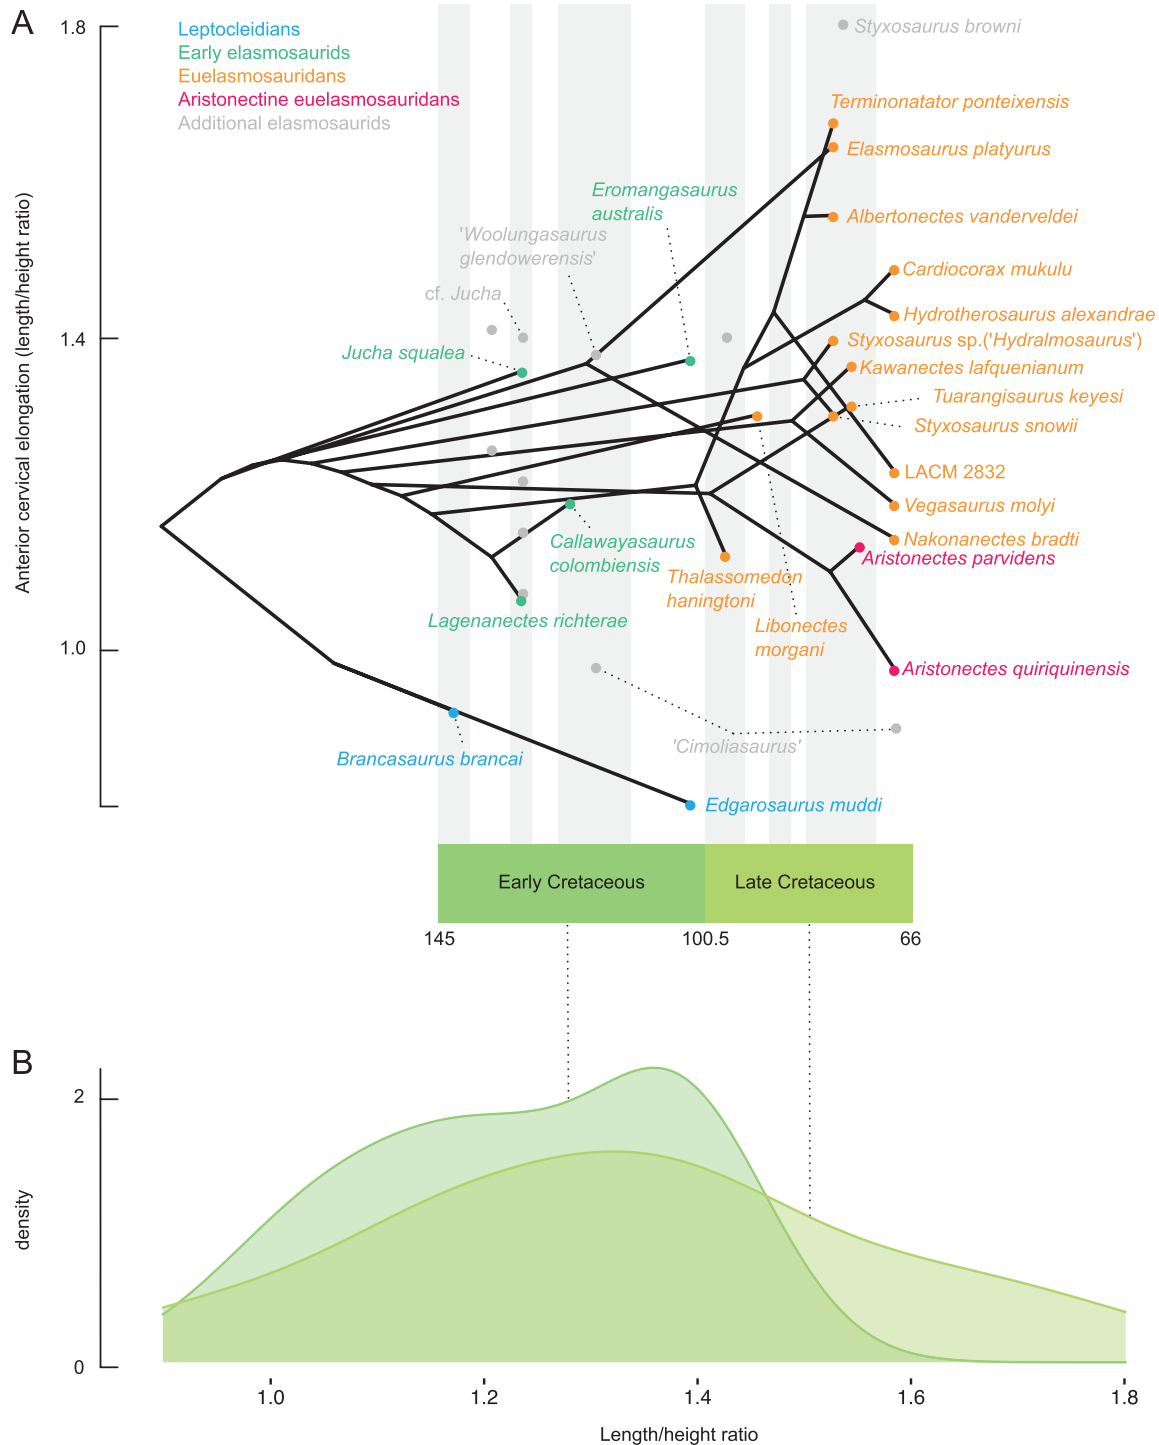 A
1.8
1.4
1.0
Anterior cervical elongation (length/height ratio)
Leptocleidians
Early elasmosaurids
Euelasmosauridans
Aristonectine euelasmosauridans
Additional elasmosaurids
Styxosaurus browni
Terminonatator ponteixensis
Elasmosaurus platyurus
Eromangasaurus
australis
Albertonectes vanderveldei
'Woolungasaurus
glendowerensis'
Cardiocorax mukulu
cf. Jucha
Hydrotherosaurus alexandrae
Styxosaurus sp.('Hydralmosaurus')
Jucha squalea
Kawanectes lafquenianum
Tuarangisaurus keyesi
Styxosaurus snowii
LACM 2832
Vegasaurus molyi
Nakonanectes bradti
Callawayasaurus
colombiensis
Aristonectes parvidens
Thalassomedon
haningtoni
Lagenanectes richterae
Libonectes
morgani
Aristonectes quiriquinensis
'Cimoliasaurus'
Brancasaurus brancai
Edgarosaurus muddi
Early Cretaceous
Late Cretaceous
145
100.5
66
B
2
0
density
1.0
1.2
1.4
1.6
1.8
Length/height ratio